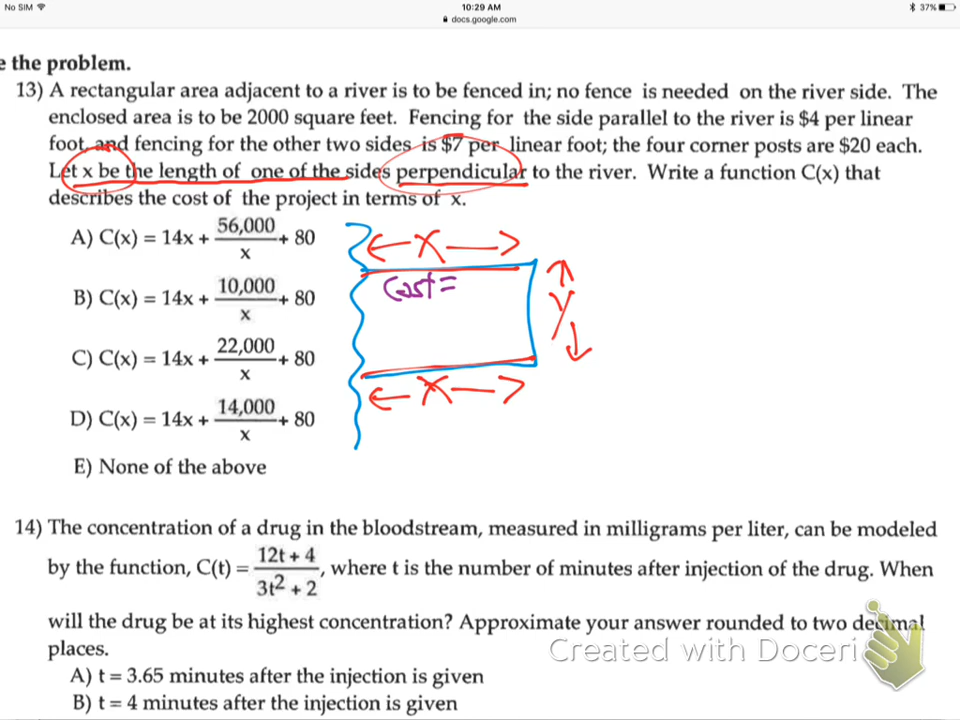 No SIM 10:29 AM 37%
docs.google.com
e the problem.
13) A rectangular area adjacent to a river is to be fenced in; no fence is needed on the river side. The
enclosed area is to be 2000 square feet. Fencing for the side parallel to the river is $4 per linear
foot, and fencing for the other two sides is $7 per linear foot; the four corner posts are $20 each.
Let x be the length of one of the sides perpendicular to the river. Write a function C(x) that
describes the cost of the project in terms of x.
A) C(x) = 14x + 56,000/x + 80
B) C(x) = 14x + 10,000/x + 80
C) C(x) = 14x + 22,000/x + 80
D) C(x) = 14x + 14,000/x + 80
E) None of the above
X
Cost =
Y
X
14) The concentration of a drug in the bloodstream, measured in milligrams per liter, can be modeled
by the function, C(t) = 12t + 4/3t² + 2, where t is the number of minutes after injection of the drug. When
will the drug be at its highest concentration? Approximate your answer rounded to two decimal
places.
Created with Doceri
A) t = 3.65 minutes after the injection is given
B) t = 4 minutes after the injection is given